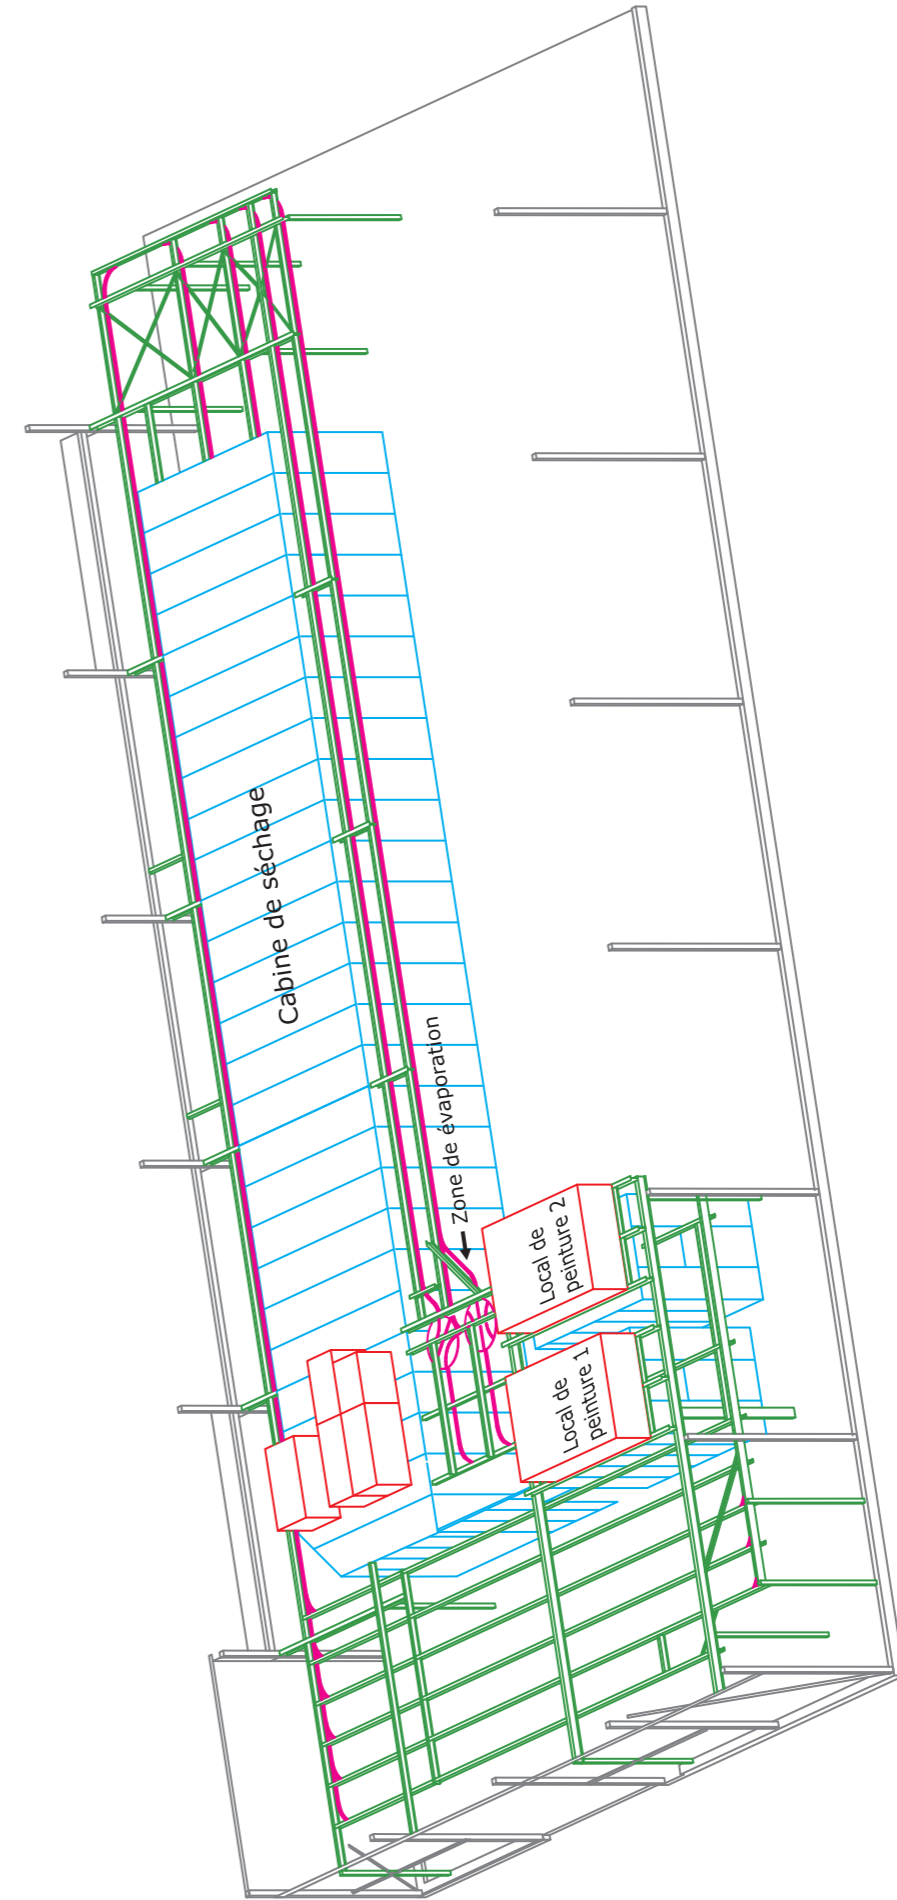 Cabine de séchage
Zone de évaporation
Local de
peinture 2
Local de
peinture 1